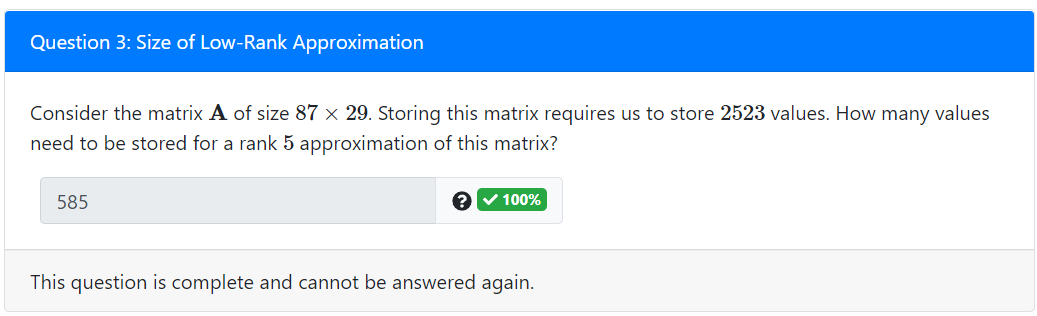 Question 3: Size of Low-Rank Approximation
Consider the matrix A of size 87 × 29. Storing this matrix requires us to store 2523 values. How many values
need to be stored for a rank 5 approximation of this matrix?
585 ? ✓ 100%
This question is complete and cannot be answered again.